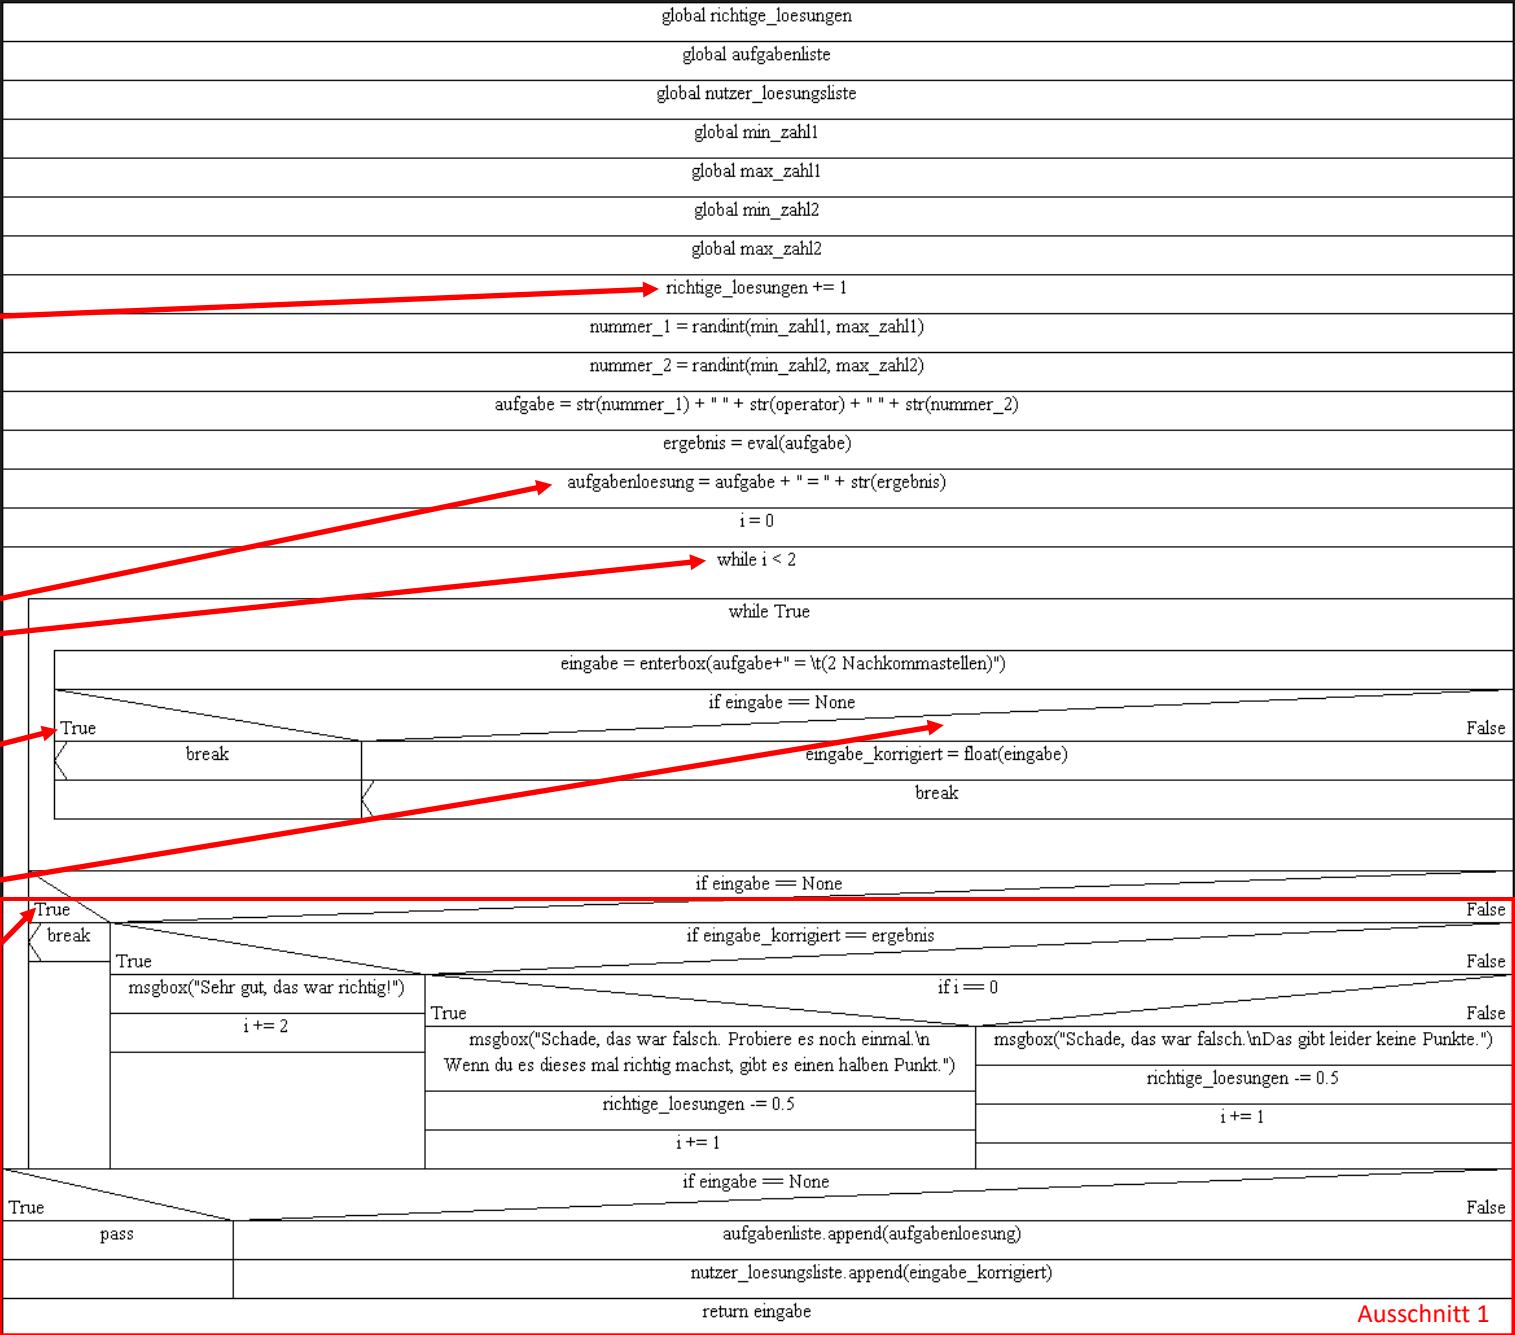 global richtige_loesungen
global aufgabenliste
global nutzer_loesungsliste
global min_zahl1
global max_zahl1
global min_zahl2
global max_zahl2
richtige_loesungen += 1
nummer_1 = randint(min_zahl1, max_zahl1)
nummer_2 = randint(min_zahl2, max_zahl2)
aufgabe = str(nummer_1) + " " + str(operator) + " " + str(nummer_2)
ergebnis = eval(aufgabe)
aufgabenloesung = aufgabe + " = " + str(ergebnis)
i = 0
while i < 2
while True
eingabe = enterbox(aufgabe+" = \t(2 Nachkommastellen)")
if eingabe == None
True
False
break
eingabe_korrigiert = float(eingabe)
break
if eingabe == None
True
False
break
if eingabe_korrigiert == ergebnis
True
False
msgbox("Sehr gut, das war richtig!")
i += 2
if i == 0
True
False
msgbox("Schade, das war falsch. Probiere es noch einmal.\n
Wenn du es dieses mal richtig machst, gibt es einen halben Punkt.")
richtige_loesungen -= 0.5
i += 1
msgbox("Schade, das war falsch.\nDas gibt leider keine Punkte.")
richtige_loesungen -= 0.5
i += 1
if eingabe == None
True
False
pass
aufgabenliste.append(aufgabenloesung)
nutzer_loesungsliste.append(eingabe_korrigiert)
return eingabe
Ausschnitt 1